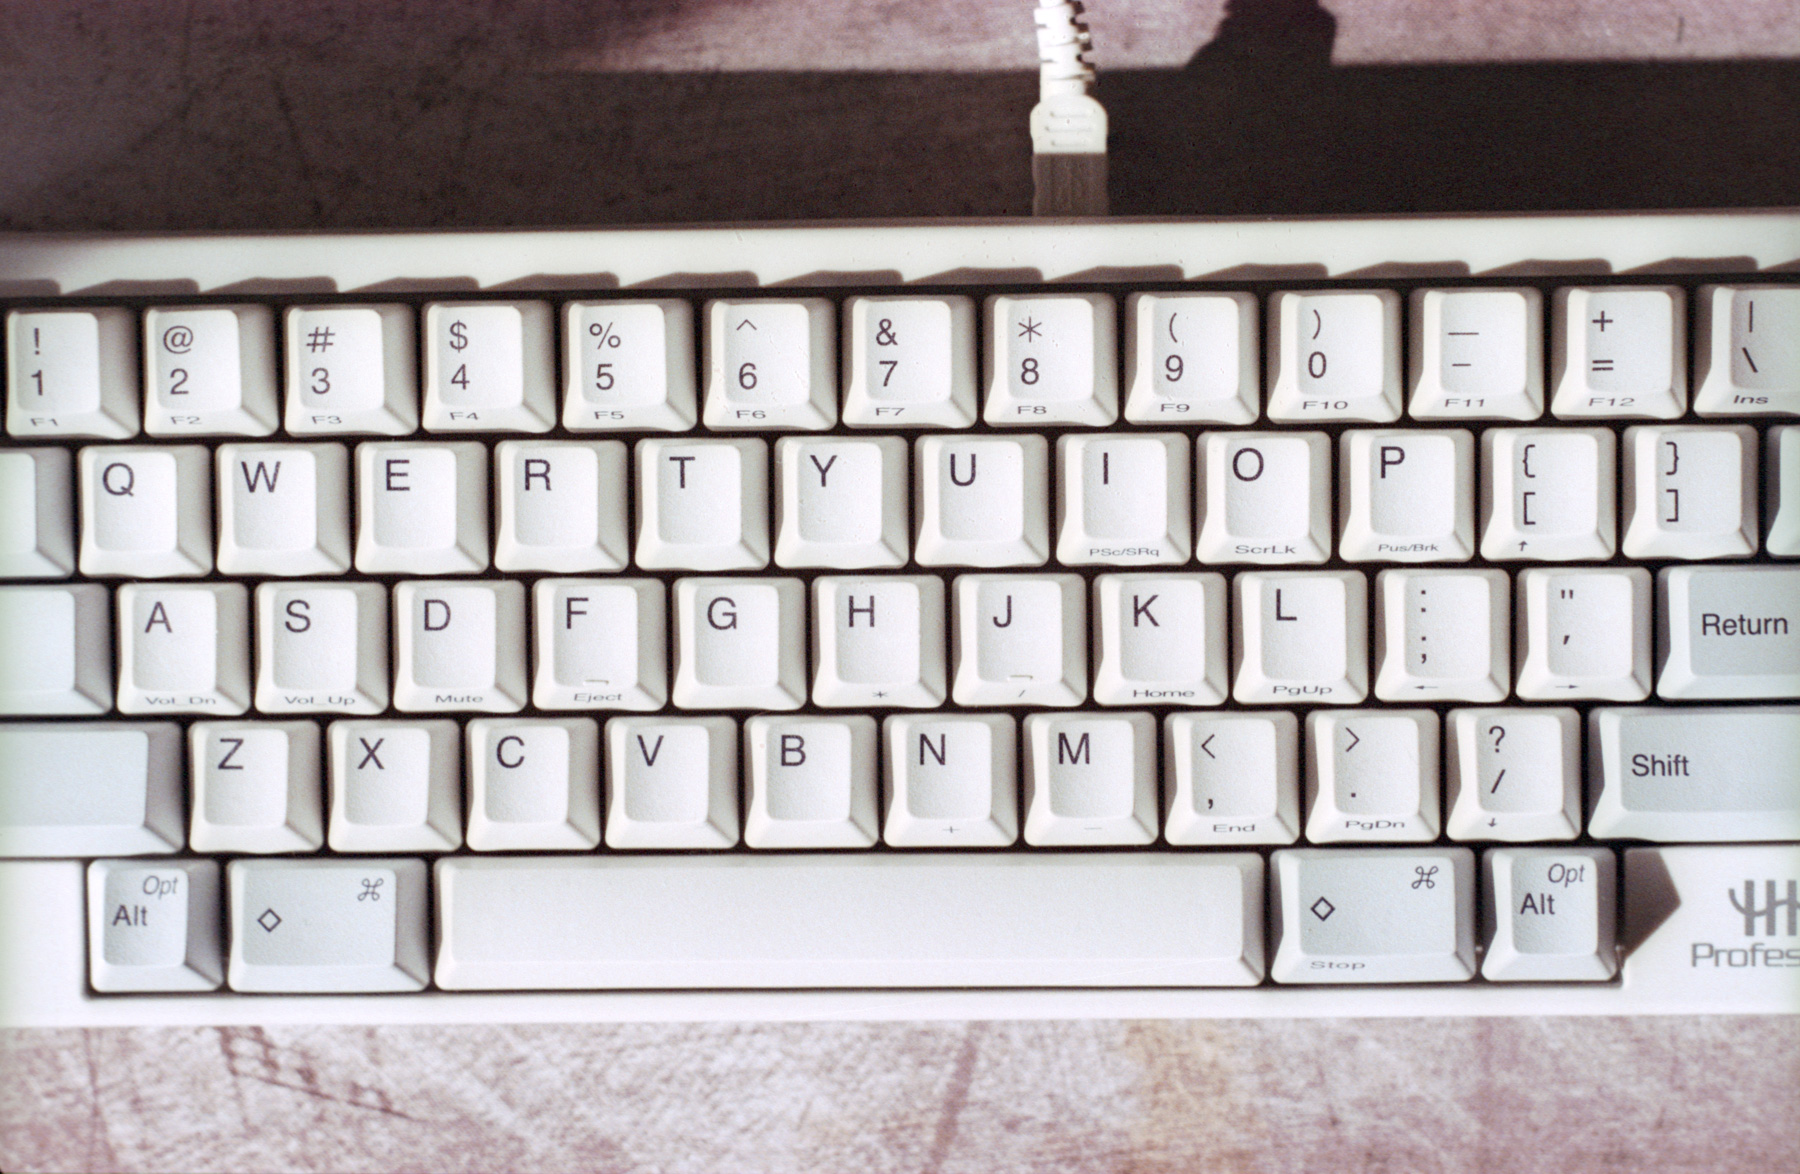 ! @ # $ % ^ & * ( ) — + |
1 2 3 4 5 6 7 8 9 0 - = \
F1 F2 F3 F4 F5 F6 F7 F8 F9 F10 F11 F12 Ins
Q W E R T Y U I O P { }
[ ]
PSc/SRq ScrLk Pus/Brk ↑
A S D F G H J K L : "
; ' Return
Vol_Dn Vol_Up Mute Eject * / Home PgUp ← →
Z X C V B N M < > ?
, . / Shift
+ - End PgDn ↓
Opt ⌘ ⌘ Opt
Alt ◇ ◇ Alt
Stop Profes